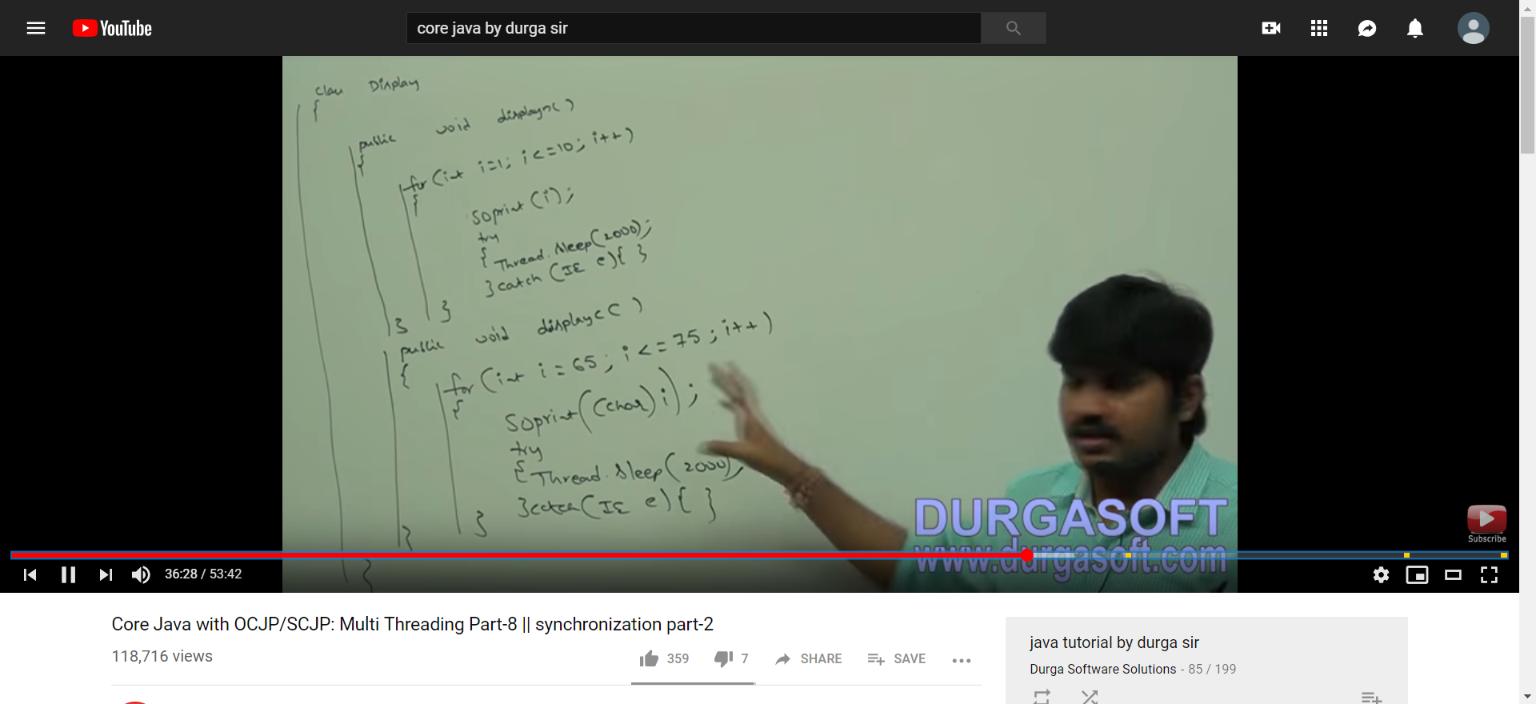 YouTube
core java by durga sir
class Display
{
public void displayn()
{
for(int i=1; i<=10; i++)
{
Soprint(i);
try
{ Thread.sleep(2000);
}catch (IE e){ }
}
}
public void displayc()
{
for(int i=65; i<=75; i++)
{
Soprint((char)i);
try
{ Thread.sleep(2000);
}catch(IE e){ }
}
}
}
DURGASOFT
www.durgasoft.com
Subscribe
36:28 / 53:42
Core Java with OCJP/SCJP: Multi Threading Part-8 || synchronization part-2
118,716 views
359
7
SHARE
SAVE
java tutorial by durga sir
Durga Software Solutions - 85 / 199